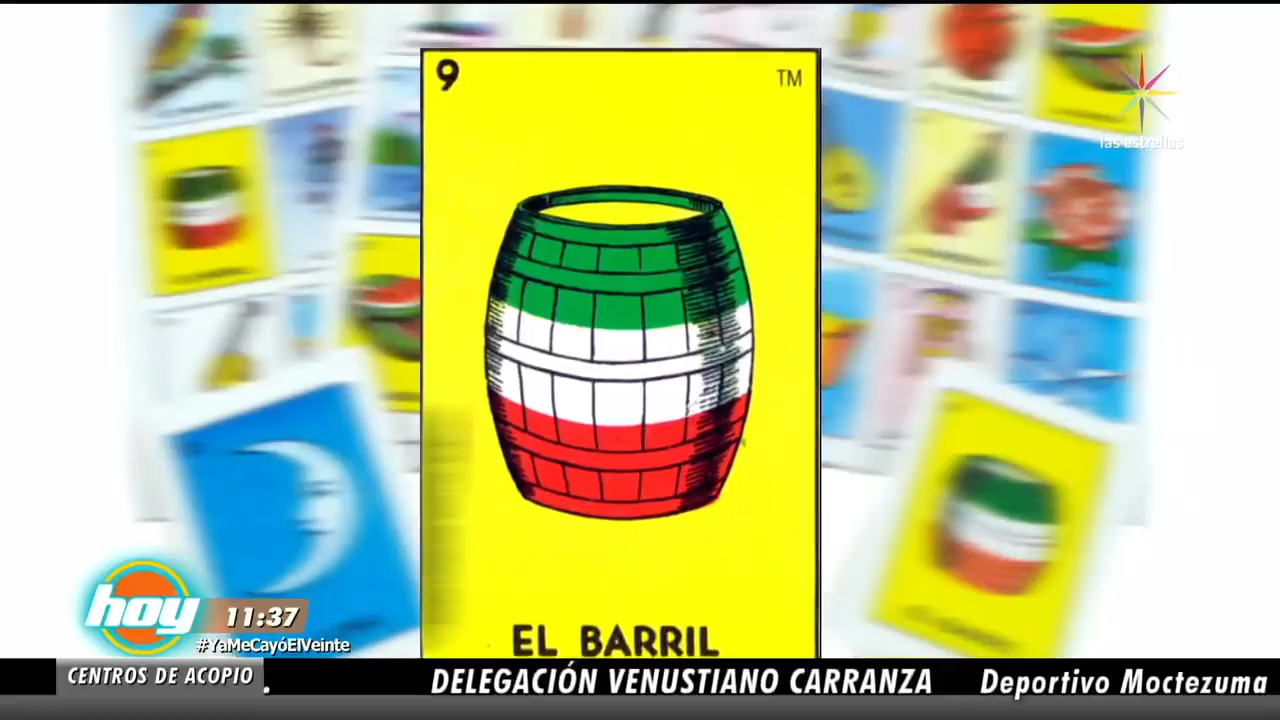 9
TM
las estrellas
EL BARRIL
hoy
11:37
#YaMeCayóElVeinte
CENTROS DE ACOPIO
. DELEGACIÓN VENUSTIANO CARRANZA Deportivo Moctezuma